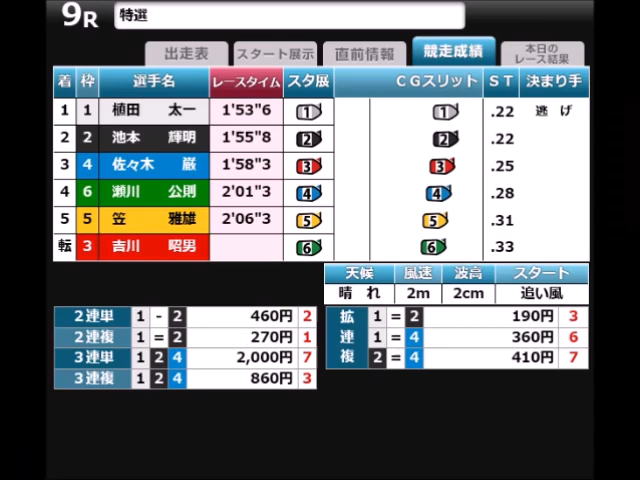 9R 特選
出走表 スタート展示 直前情報 競走成績 本日のレース結果
着 枠 選手名 レースタイム スタ展 CGスリット ST 決まり手
1 1 植田 太一 1'53"6 1 1 .22 逃げ
2 2 池本 輝明 1'55"8 2 2 .22
3 4 佐々木 巌 1'58"3 3 3 .25
4 6 瀬川 公則 2'01"3 4 4 .28
5 5 笠 雅雄 2'06"3 5 5 .31
転 3 吉川 昭男 6 6 .33
天候 風速 波高 スタート
晴れ 2m 2cm 追い風
2連単 1 - 2 460円 2
2連複 1 = 2 270円 1
3連単 1 2 4 2,000円 7
3連複 1 2 4 860円 3
拡 1 = 2 190円 3
連 1 = 4 360円 6
複 2 = 4 410円 7